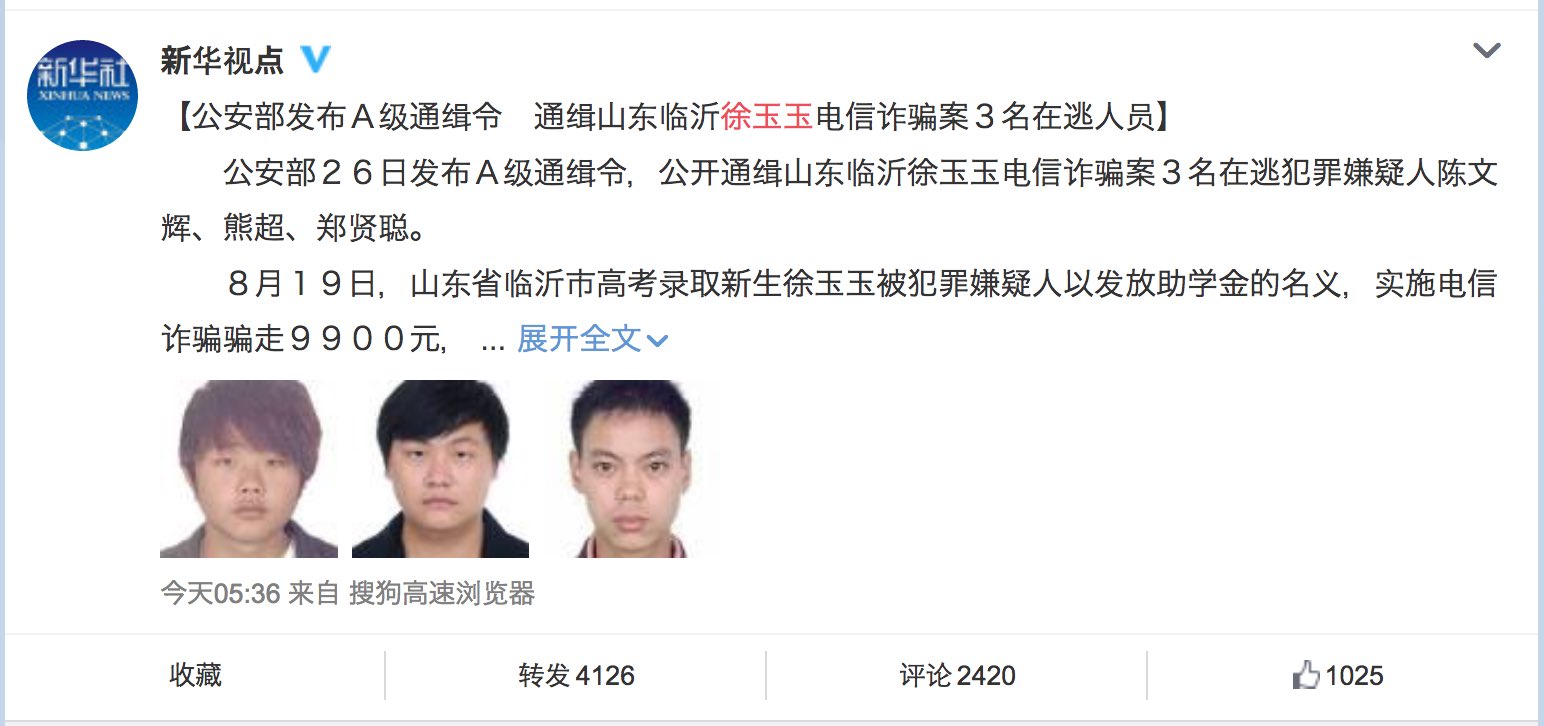 新华社
XINHUA NEWS
新华视点
【公安部发布Ａ级通缉令　通缉山东临沂徐玉玉电信诈骗案３名在逃人员】
公安部２６日发布Ａ级通缉令，公开通缉山东临沂徐玉玉电信诈骗案３名在逃犯罪嫌疑人陈文
辉、熊超、郑贤聪。
８月１９日，山东省临沂市高考录取新生徐玉玉被犯罪嫌疑人以发放助学金的名义，实施电信
诈骗骗走９９００元， ... 展开全文
今天05:36 来自 搜狗高速浏览器
收藏 转发 4126 评论 2420 1025